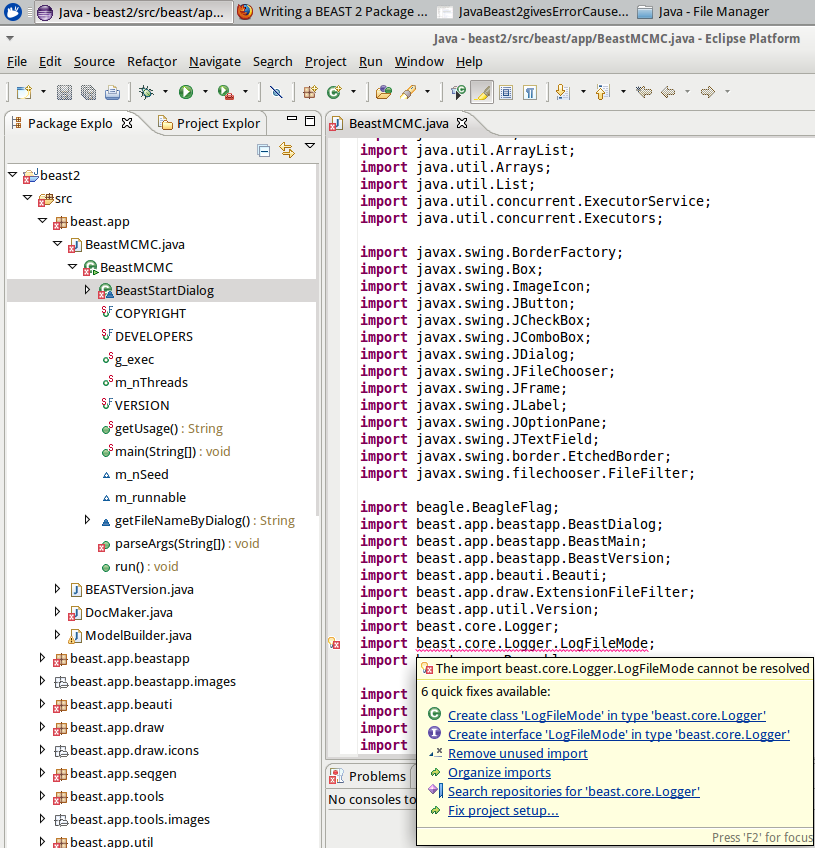 Java - beast2/src/beast/ap...
Writing a BEAST 2 Package ...
JavaBeast2givesErrorCause...
Java - File Manager
Java - beast2/src/beast/app/BeastMCMC.java - Eclipse Platform
File Edit Source Refactor Navigate Search Project Run Window Help
Package Explo
Project Explor
BeastMCMC.java
beast2
src
beast.app
BeastMCMC.java
BeastMCMC
BeastStartDialog
COPYRIGHT
DEVELOPERS
g_exec
m_nThreads
VERSION
getUsage() : String
main(String[]) : void
m_nSeed
m_runnable
getFileNameByDialog() : String
parseArgs(String[]) : void
run() : void
BEASTVersion.java
DocMaker.java
ModelBuilder.java
beast.app.beastapp
beast.app.beastapp.images
beast.app.beauti
beast.app.draw
beast.app.draw.icons
beast.app.seqgen
beast.app.tools
beast.app.tools.images
beast.app.util
import java.util.ArrayList;
import java.util.Arrays;
import java.util.List;
import java.util.concurrent.ExecutorService;
import java.util.concurrent.Executors;
import javax.swing.BorderFactory;
import javax.swing.Box;
import javax.swing.ImageIcon;
import javax.swing.JButton;
import javax.swing.JCheckBox;
import javax.swing.JComboBox;
import javax.swing.JDialog;
import javax.swing.JFileChooser;
import javax.swing.JFrame;
import javax.swing.JLabel;
import javax.swing.JOptionPane;
import javax.swing.JTextField;
import javax.swing.border.EtchedBorder;
import javax.swing.filechooser.FileFilter;
import beagle.BeagleFlag;
import beast.app.beastapp.BeastDialog;
import beast.app.beastapp.BeastMain;
import beast.app.beastapp.BeastVersion;
import beast.app.beauti.Beauti;
import beast.app.draw.ExtensionFileFilter;
import beast.app.util.Version;
import beast.core.Logger;
import beast.core.Logger.LogFileMode;
import
import
import
import
import
The import beast.core.Logger.LogFileMode cannot be resolved
6 quick fixes available:
Create class 'LogFileMode' in type 'beast.core.Logger'
Create interface 'LogFileMode' in type 'beast.core.Logger'
Remove unused import
Organize imports
Search repositories for 'beast.core.Logger'
Fix project setup...
Press 'F2' for focus
Problems
No consoles to